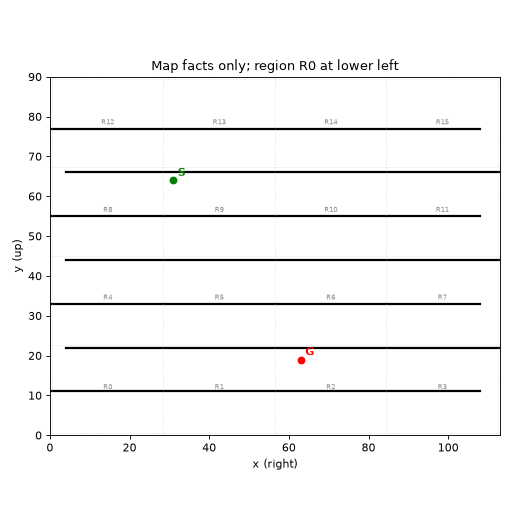 Map facts only; region R0 at lower left
90
80
R12 R13 R14 R15
70
S
60
R8 R9 R10 R11
50
40
R4 R5 R6 R7
30
20
G
10
R0 R1 R2 R3
0
0 20 40 60 80 100
x (right)
y (up)